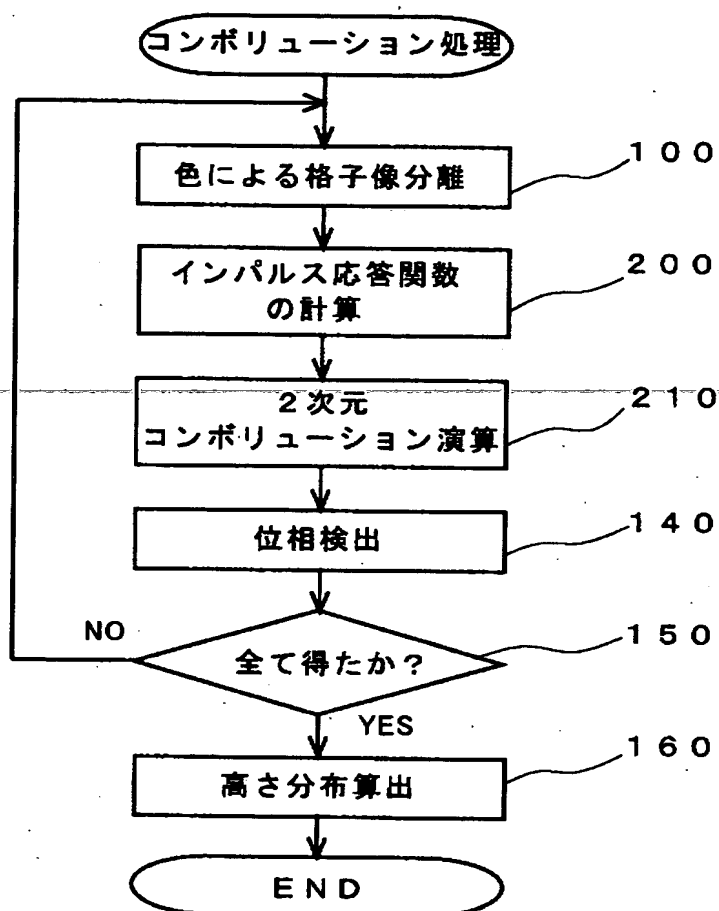 コンボリューション処理
色による格子像分離
100
インパルス応答関数
の計算
200
2次元
コンボリューション演算
210
位相検出
140
全て得たか?
150
NO
YES
高さ分布算出
160
END